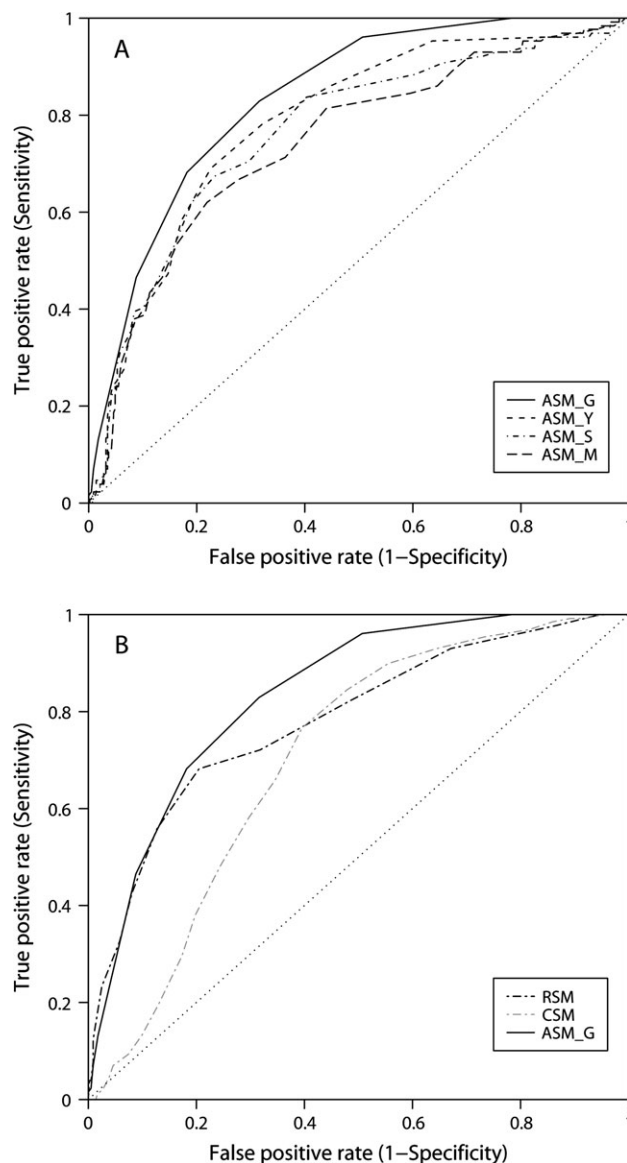 A
1
0.8
0.6
0.4
0.2
0
True positive rate (Sensitivity)
ASM_G
ASM_Y
ASM_S
ASM_M
0 0.2 0.4 0.6 0.8 1
False positive rate (1−Specificity)
B
1
0.8
0.6
0.4
0.2
0
True positive rate (Sensitivity)
RSM
CSM
ASM_G
0 0.2 0.4 0.6 0.8 1
False positive rate (1−Specificity)